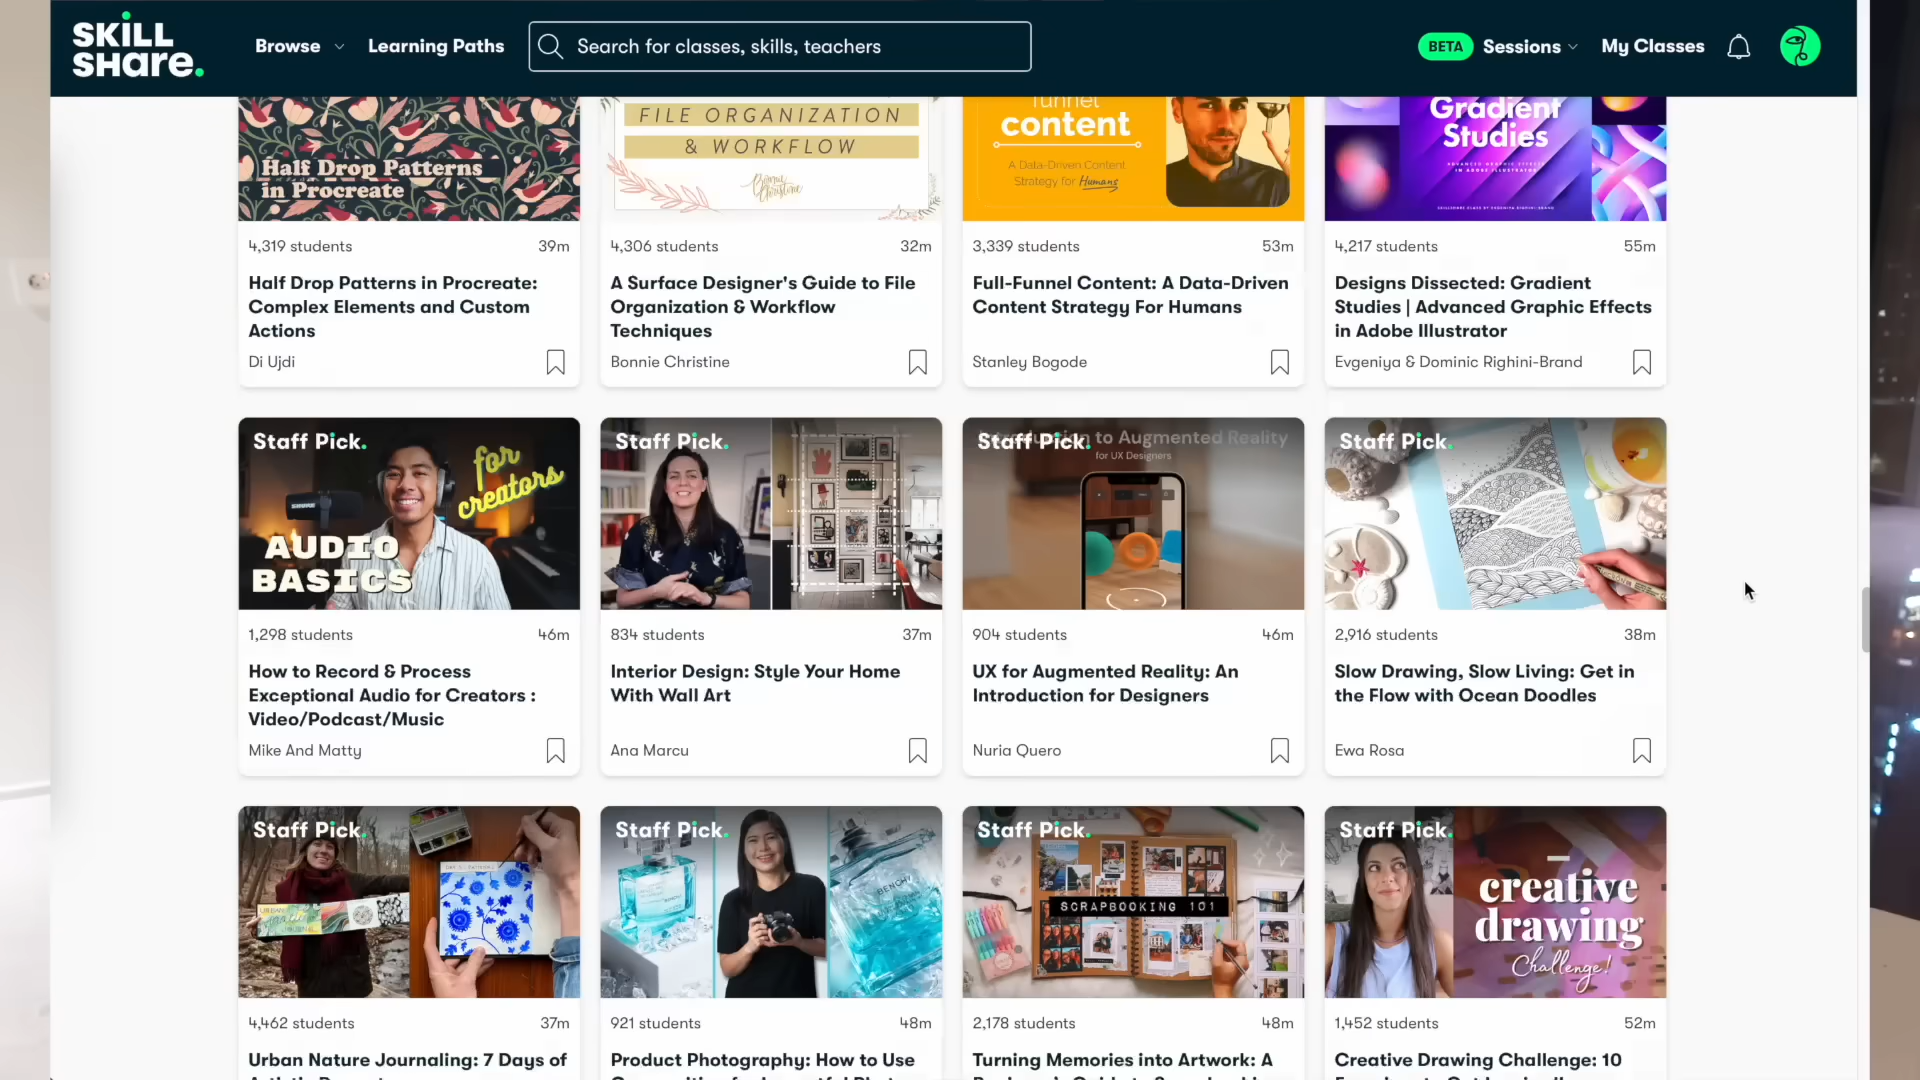 SKILL
SHare.
Browse
Learning Paths
Search for classes, skills, teachers
BETA
Sessions
My Classes
Half Drop Patterns
in Procreate
4,319 students
39m
Half Drop Patterns in Procreate:
Complex Elements and Custom
Actions
Di Ujdi
FILE ORGANIZATION
& WORKFLOW
Bonnie
Christine
4,306 students
32m
A Surface Designer's Guide to File
Organization & Workflow
Techniques
Bonnie Christine
funnel
content
A Data-Driven Content
Strategy for Humans
3,339 students
53m
Full-Funnel Content: A Data-Driven
Content Strategy For Humans
Stanley Bogode
Gradient
Studies
ADVANCED GRAPHIC EFFECTS
IN ADOBE ILLUSTRATOR
4,217 students
55m
Designs Dissected: Gradient
Studies | Advanced Graphic Effects
in Adobe Illustrator
Evgeniya & Dominic Righini-Brand
Staff Pick.
for
creators
AUDIO
BASICS
1,298 students
46m
How to Record & Process
Exceptional Audio for Creators :
Video/Podcast/Music
Mike And Matty
Staff Pick.
834 students
37m
Interior Design: Style Your Home
With Wall Art
Ana Marcu
Staff Pick.
Introduction to Augmented Reality
for UX Designers
904 students
46m
UX for Augmented Reality: An
Introduction for Designers
Nuria Quero
Staff Pick.
2,916 students
38m
Slow Drawing, Slow Living: Get in
the Flow with Ocean Doodles
Ewa Rosa
Staff Pick.
4,462 students
37m
Urban Nature Journaling: 7 Days of
Staff Pick.
BENCH
921 students
48m
Product Photography: How to Use
Staff Pick.
SCRAPBOOKING 101
2,178 students
48m
Turning Memories into Artwork: A
Staff Pick.
creative
drawing
Challenge!
1,452 students
52m
Creative Drawing Challenge: 10